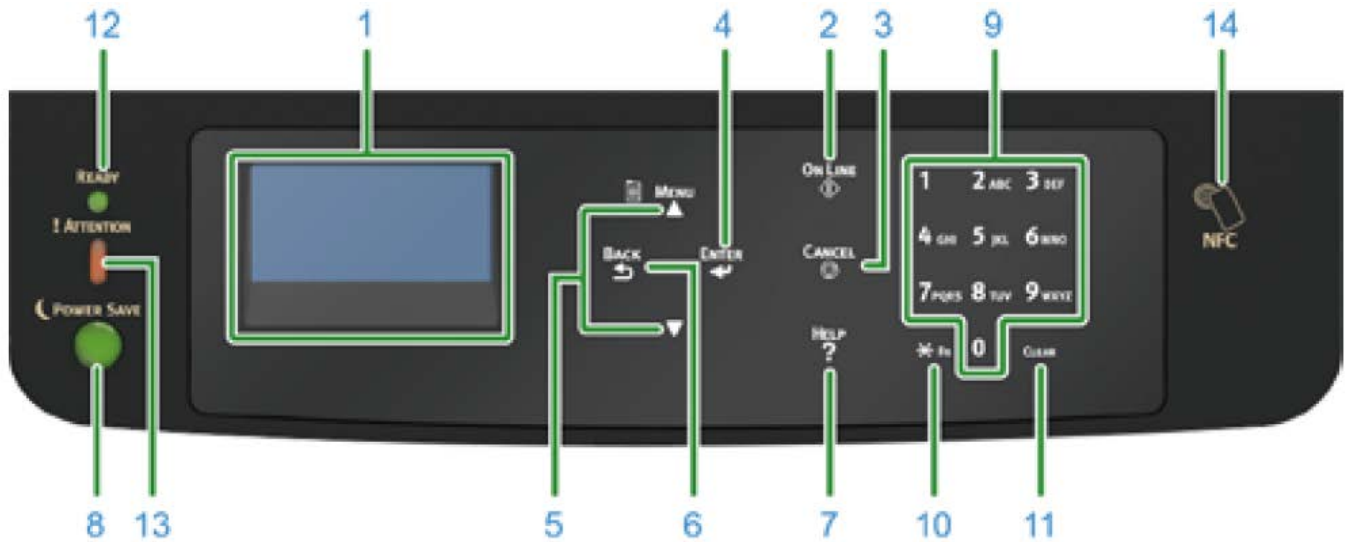 12 1 4 2 3 9 14
READY
! ATTENTION
POWER SAVE
MENU
BACK
ENTER
ON LINE
CANCEL
HELP
?
1 2 ABC 3 DEF
4 GHI 5 JKL 6 MNO
7 PQRS 8 TUV 9 WXYZ
* FN 0 CLEAR
NFC
8 13 5 6 7 10 11